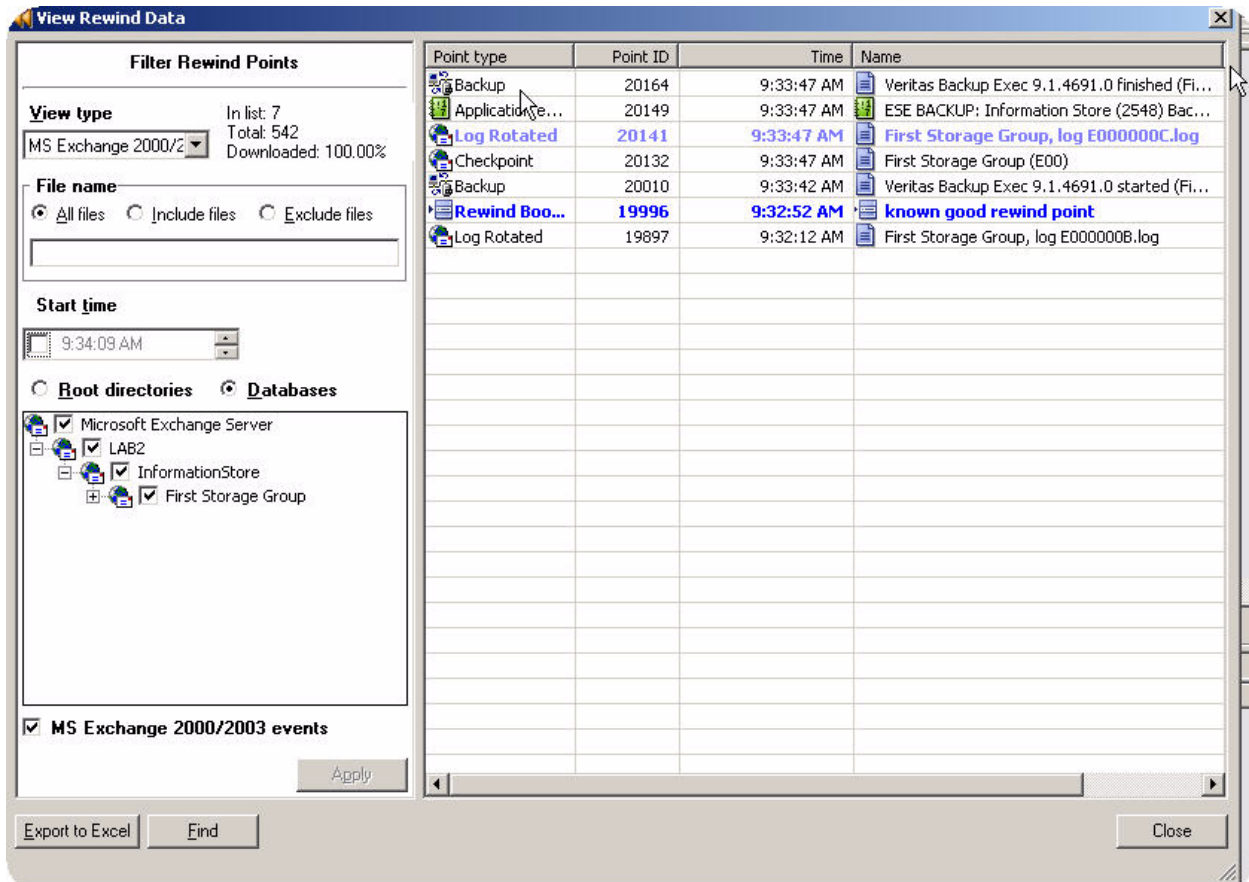 View Rewind Data
Filter Rewind Points
View type
In list: 7
Total: 542
Downloaded: 100.00%
MS Exchange 2000/2
File name
All files Include files Exclude files
Start time
9:34:09 AM
Root directories Databases
Microsoft Exchange Server
LAB2
InformationStore
First Storage Group
MS Exchange 2000/2003 events
Apply
Point type Point ID Time Name
Backup 20164 9:33:47 AM Veritas Backup Exec 9.1.4691.0 finished (Fi...
Application e... 20149 9:33:47 AM ESE BACKUP: Information Store (2548) Bac...
Log Rotated 20141 9:33:47 AM First Storage Group, log E000000C.log
Checkpoint 20132 9:33:47 AM First Storage Group (E00)
Backup 20010 9:33:42 AM Veritas Backup Exec 9.1.4691.0 started (Fi...
Rewind Boo... 19996 9:32:52 AM known good rewind point
Log Rotated 19897 9:32:12 AM First Storage Group, log E000000B.log
Export to Excel Find Close